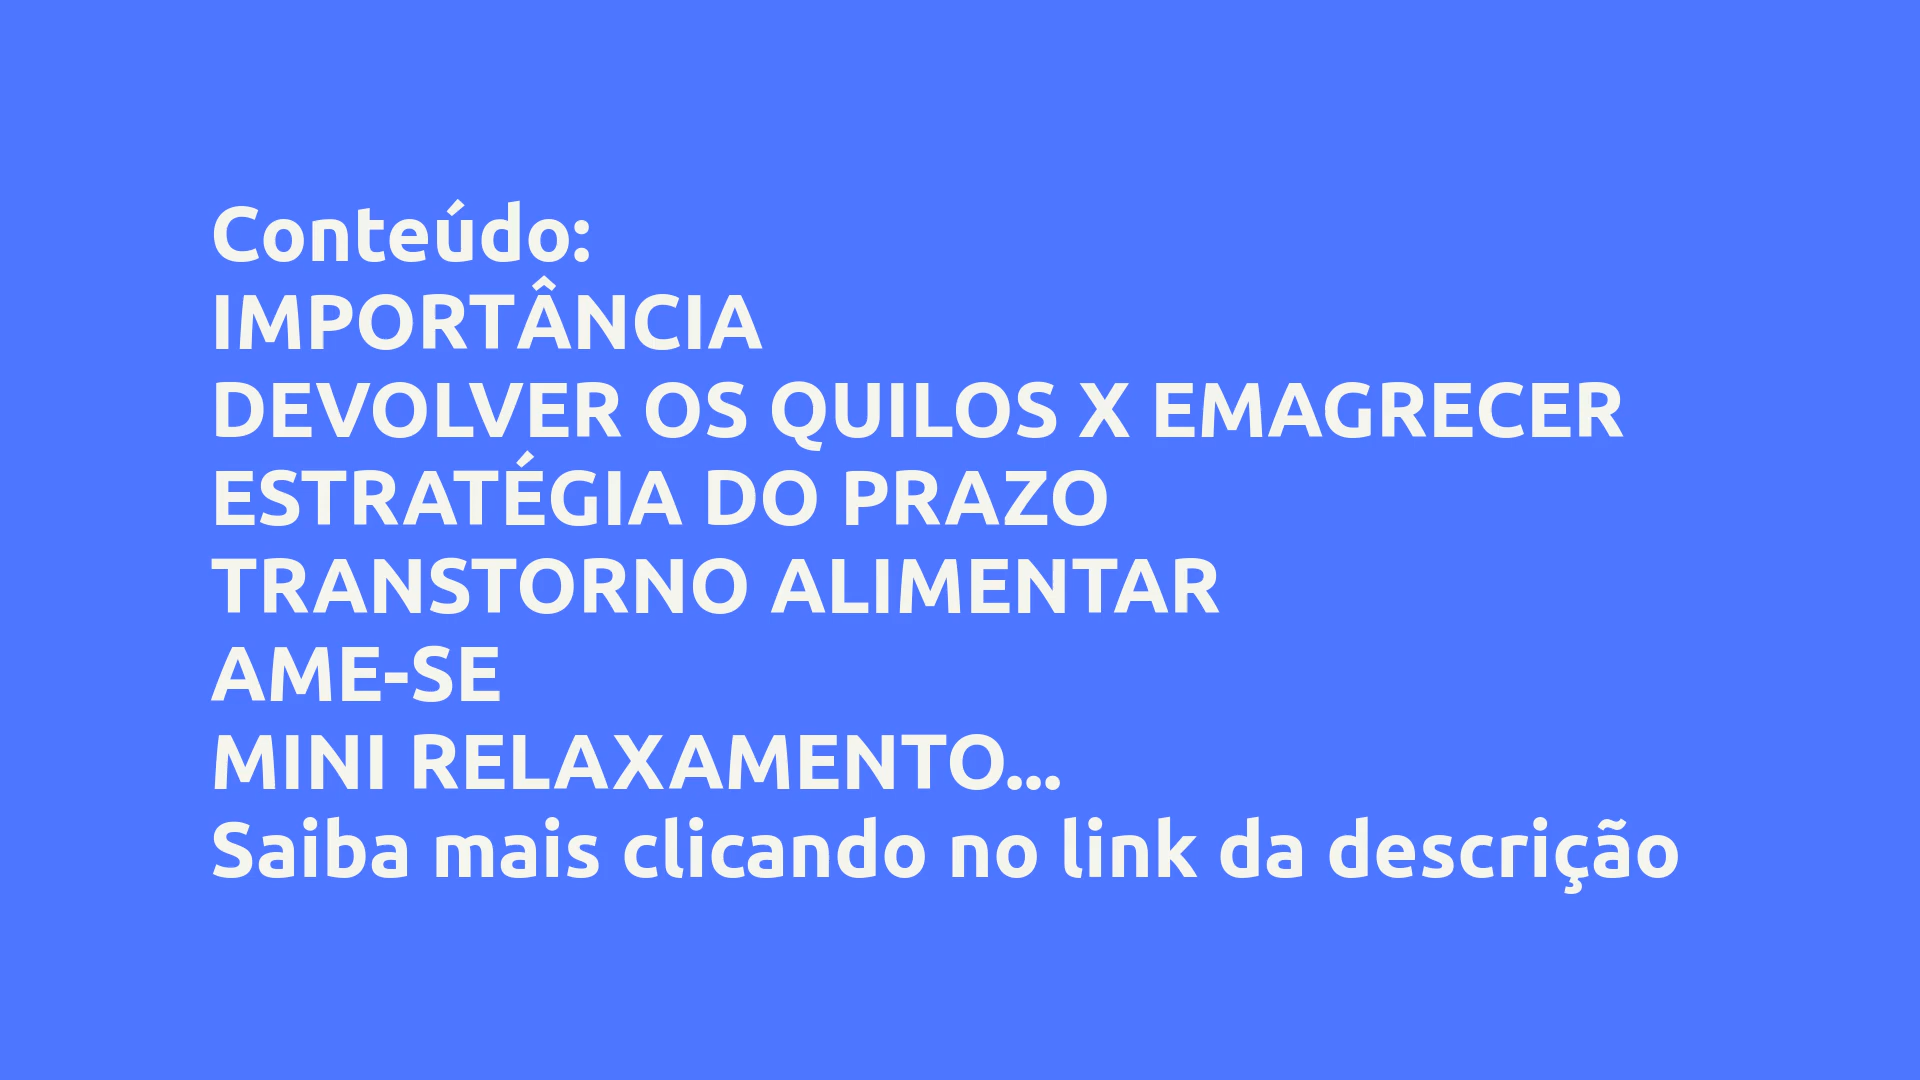 Conteúdo:
IMPORTÂNCIA
DEVOLVER OS QUILOS X EMAGRECER
ESTRATÉGIA DO PRAZO
TRANSTORNO ALIMENTAR
AME-SE
MINI RELAXAMENTO...
Saiba mais clicando no link da descrição